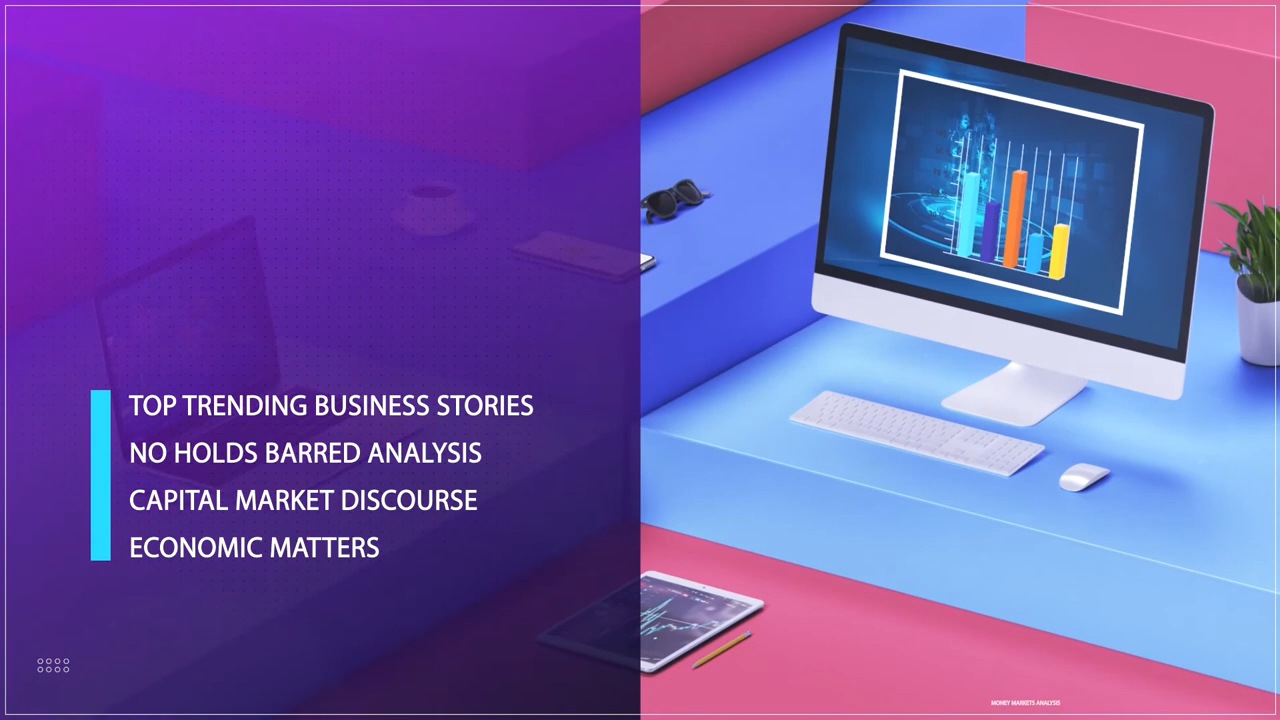 TOP TRENDING BUSINESS STORIES
NO HOLDS BARRED ANALYSIS
CAPITAL MARKET DISCOURSE
ECONOMIC MATTERS
MONEY MARKETS ANALYSIS